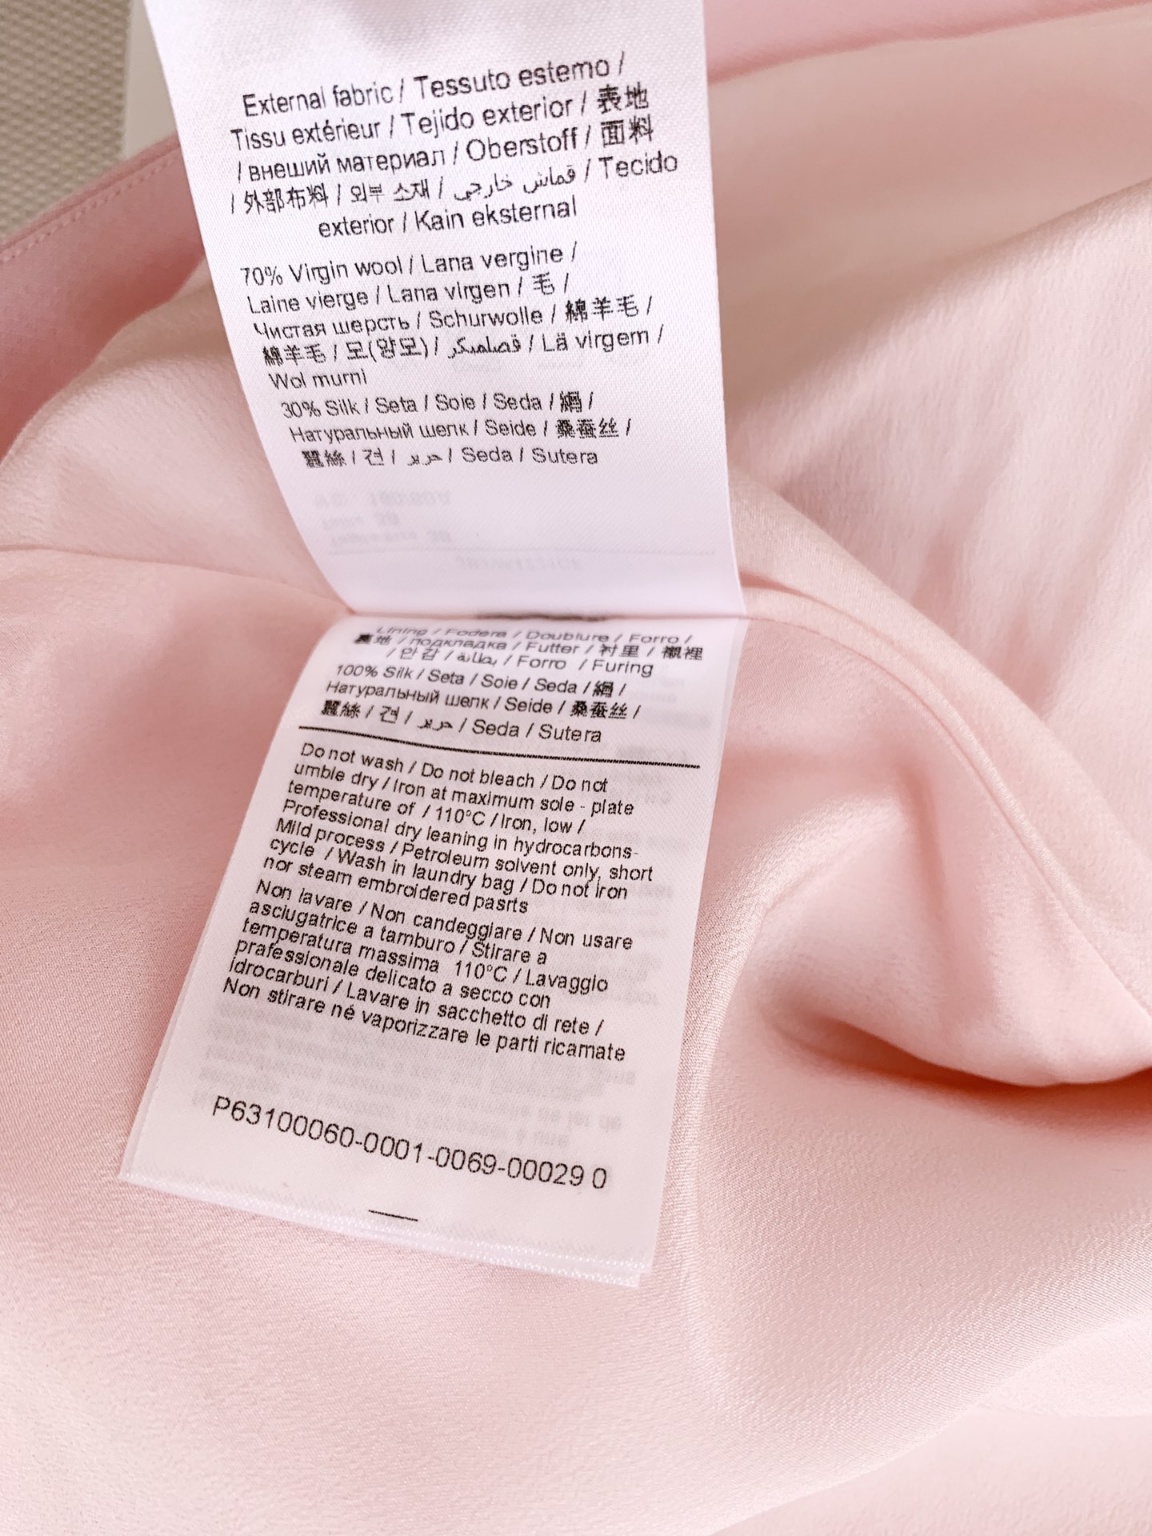 External fabric / Tessuto esterno /
Tissu extérieur / Tejido exterior / 表地
/ внешний материал / Oberstoff / 面料
/ 外部布料 / 외부 소재 / قماش خارجي / Tecido
exterior / Kain eksternal
70% Virgin wool / Lana vergine /
Laine vierge / Lana virgen / 毛 /
Чистая шерсть / Schurwolle / 綿羊毛 /
綿羊毛 / 모(양모) / / Lã virgem /
Wol murni
30% Silk / Seta / Soie / Seda / 絹 /
Натуральный шелк / Seide / 桑蚕丝 /
蠶絲 / 견 / حرير / Seda / Sutera
Lining / Fodera / Doublure / Forro /
裏地 / подкладка / Futter / 衬里 / 襯裡
/ 안감 / بطانة / Forro / Furing
100% Silk / Seta / Soie / Seda / 絹 /
Натуральный шелк / Seide / 桑蚕丝 /
蠶絲 / 견 / حرير / Seda / Sutera
Do not wash / Do not bleach / Do not
umble dry / Iron at maximum sole - plate
temperature of / 110°C / Iron, low /
Professional dry leaning in hydrocarbons-
Mild process / Petroleum solvent only, short
cycle / Wash in laundry bag / Do not iron
nor steam embroidered pasrts
Non lavare / Non candeggiare / Non usare
asciugatrice a tamburo / Stirare a
temperatura massima 110°C / Lavaggio
prafessionale delicato a secco con
idrocarburi / Lavare in sacchetto di rete /
Non stirare né vaporizzare le parti ricamate
P63100060-0001-0069-00029 0